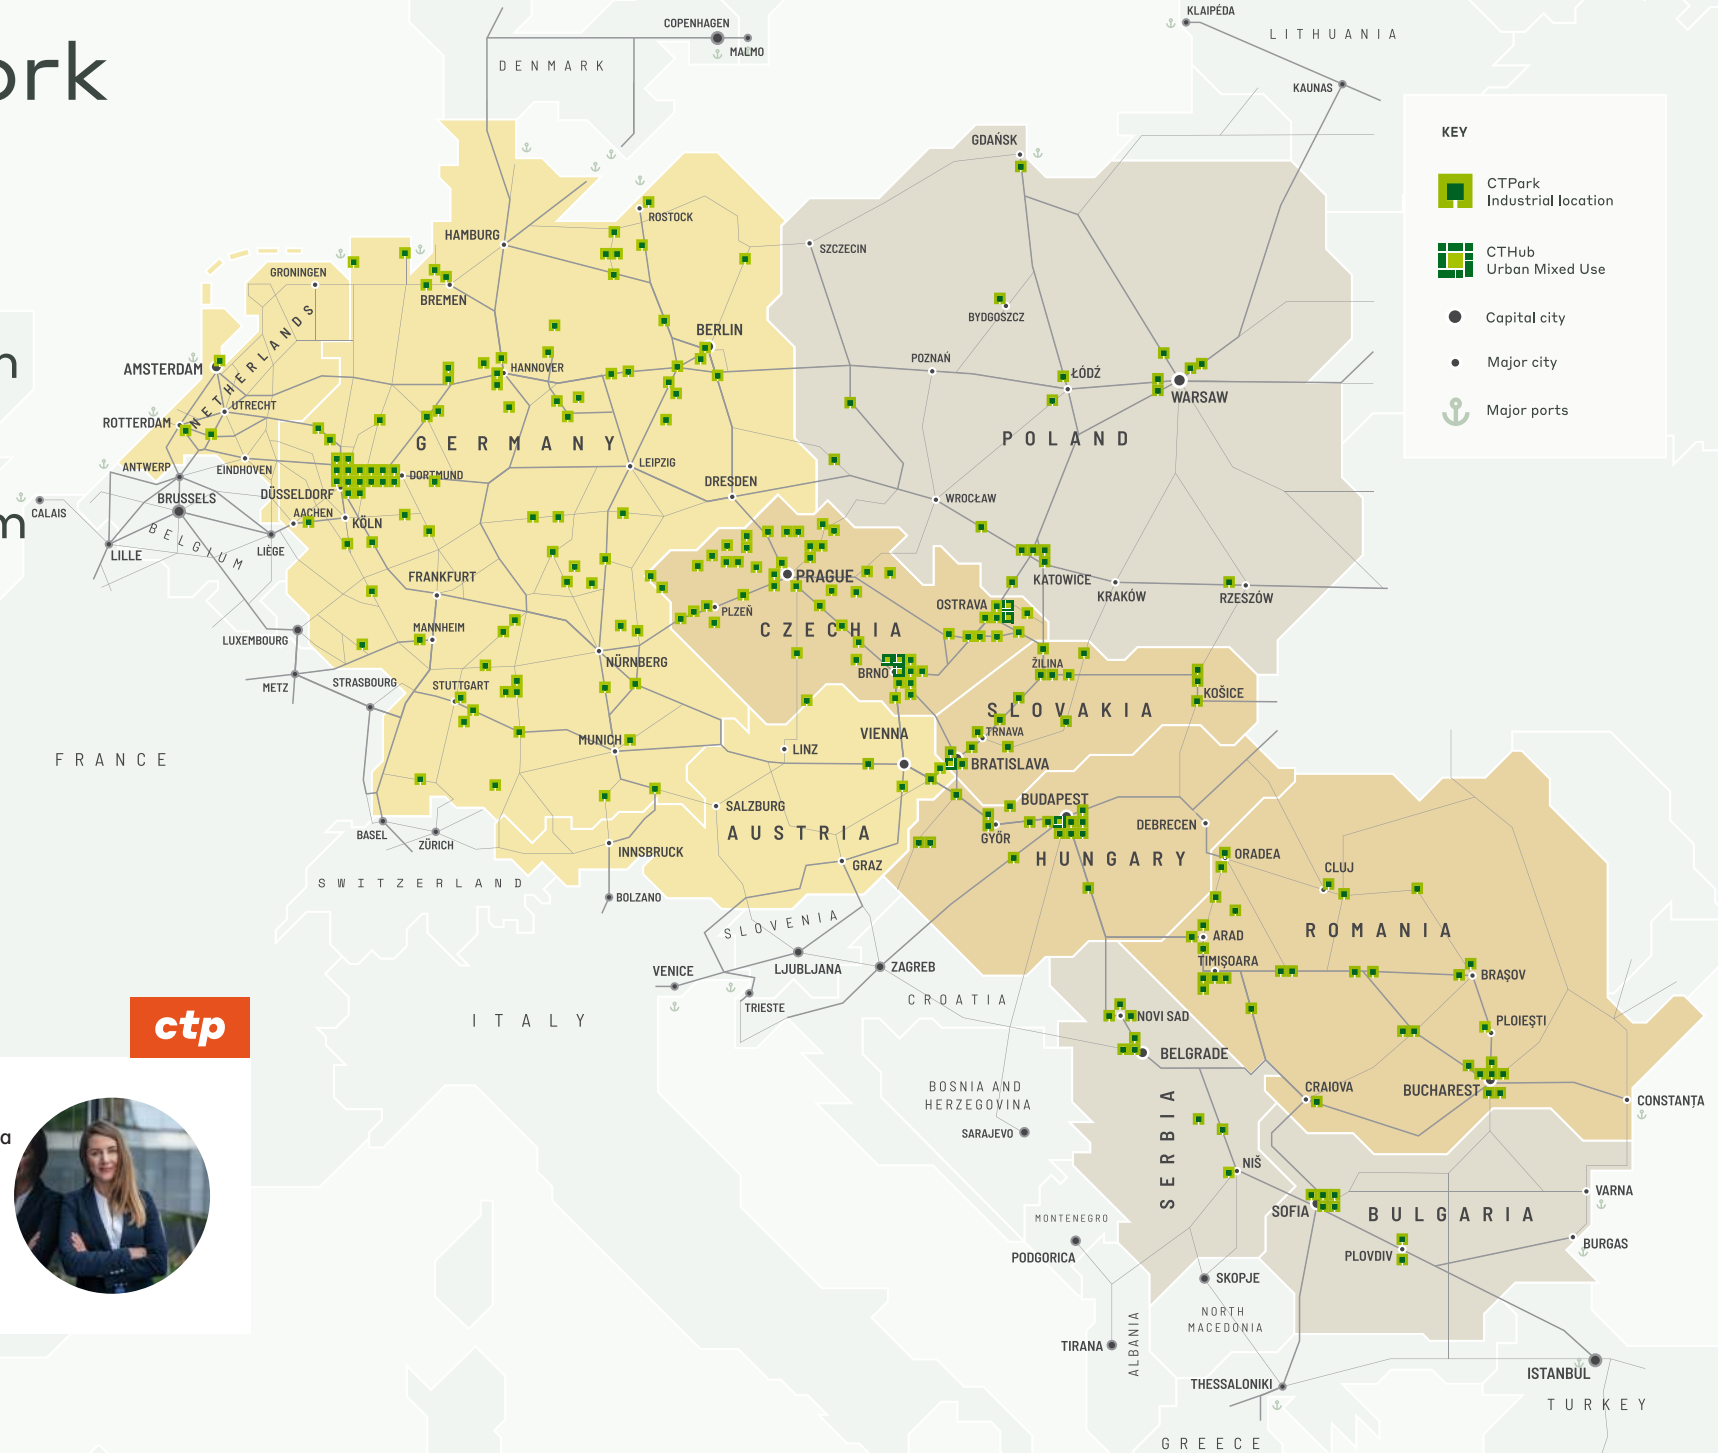 ork
n
m
ctp
a
KEY
CTPark
Industrial location
CTHub
Urban Mixed Use
Capital city
Major city
Major ports
COPENHAGEN
MALMO
DENMARK
KLAIPĖDA
LITHUANIA
KAUNAS
GDAŃSK
ROSTOCK
HAMBURG
SZCZECIN
GRONINGEN
BREMEN
BYDGOSZCZ
BERLIN
NETHERLANDS
AMSTERDAM
HANNOVER
POZNAŃ
ŁÓDŹ
WARSAW
UTRECHT
ROTTERDAM
GERMANY
POLAND
ANTWERP
EINDHOVEN
DORTMUND
LEIPZIG
DRESDEN
DÜSSELDORF
BRUSSELS
WROCŁAW
CALAIS
AACHEN
KÖLN
BELGIUM
LILLE
LIÈGE
FRANKFURT
PRAGUE
KATOWICE
KRAKÓW
RZESZÓW
OSTRAVA
PLZEŇ
MANNHEIM
CZECHIA
LUXEMBOURG
NÜRNBERG
ŽILINA
METZ
STRASBOURG
STUTTGART
BRNO
KOŠICE
SLOVAKIA
FRANCE
MUNICH
LINZ
VIENNA
TRNAVA
BRATISLAVA
SALZBURG
BUDAPEST
BASEL
ZÜRICH
AUSTRIA
GYÖR
DEBRECEN
INNSBRUCK
GRAZ
HUNGARY
ORADEA
CLUJ
SWITZERLAND
BOLZANO
SLOVENIA
ROMANIA
ARAD
VENICE
LJUBLJANA
ZAGREB
TIMIŞOARA
BRAŞOV
TRIESTE
CROATIA
ITALY
NOVI SAD
PLOIEŞTI
BELGRADE
BOSNIA AND
HERZEGOVINA
CRAIOVA
BUCHAREST
CONSTANȚA
SARAJEVO
SERBIA
NIŠ
VARNA
SOFIA
BULGARIA
MONTENEGRO
PODGORICA
PLOVDIV
BURGAS
SKOPJE
NORTH
MACEDONIA
TIRANA
ALBANIA
THESSALONIKI
ISTANBUL
TURKEY
GREECE